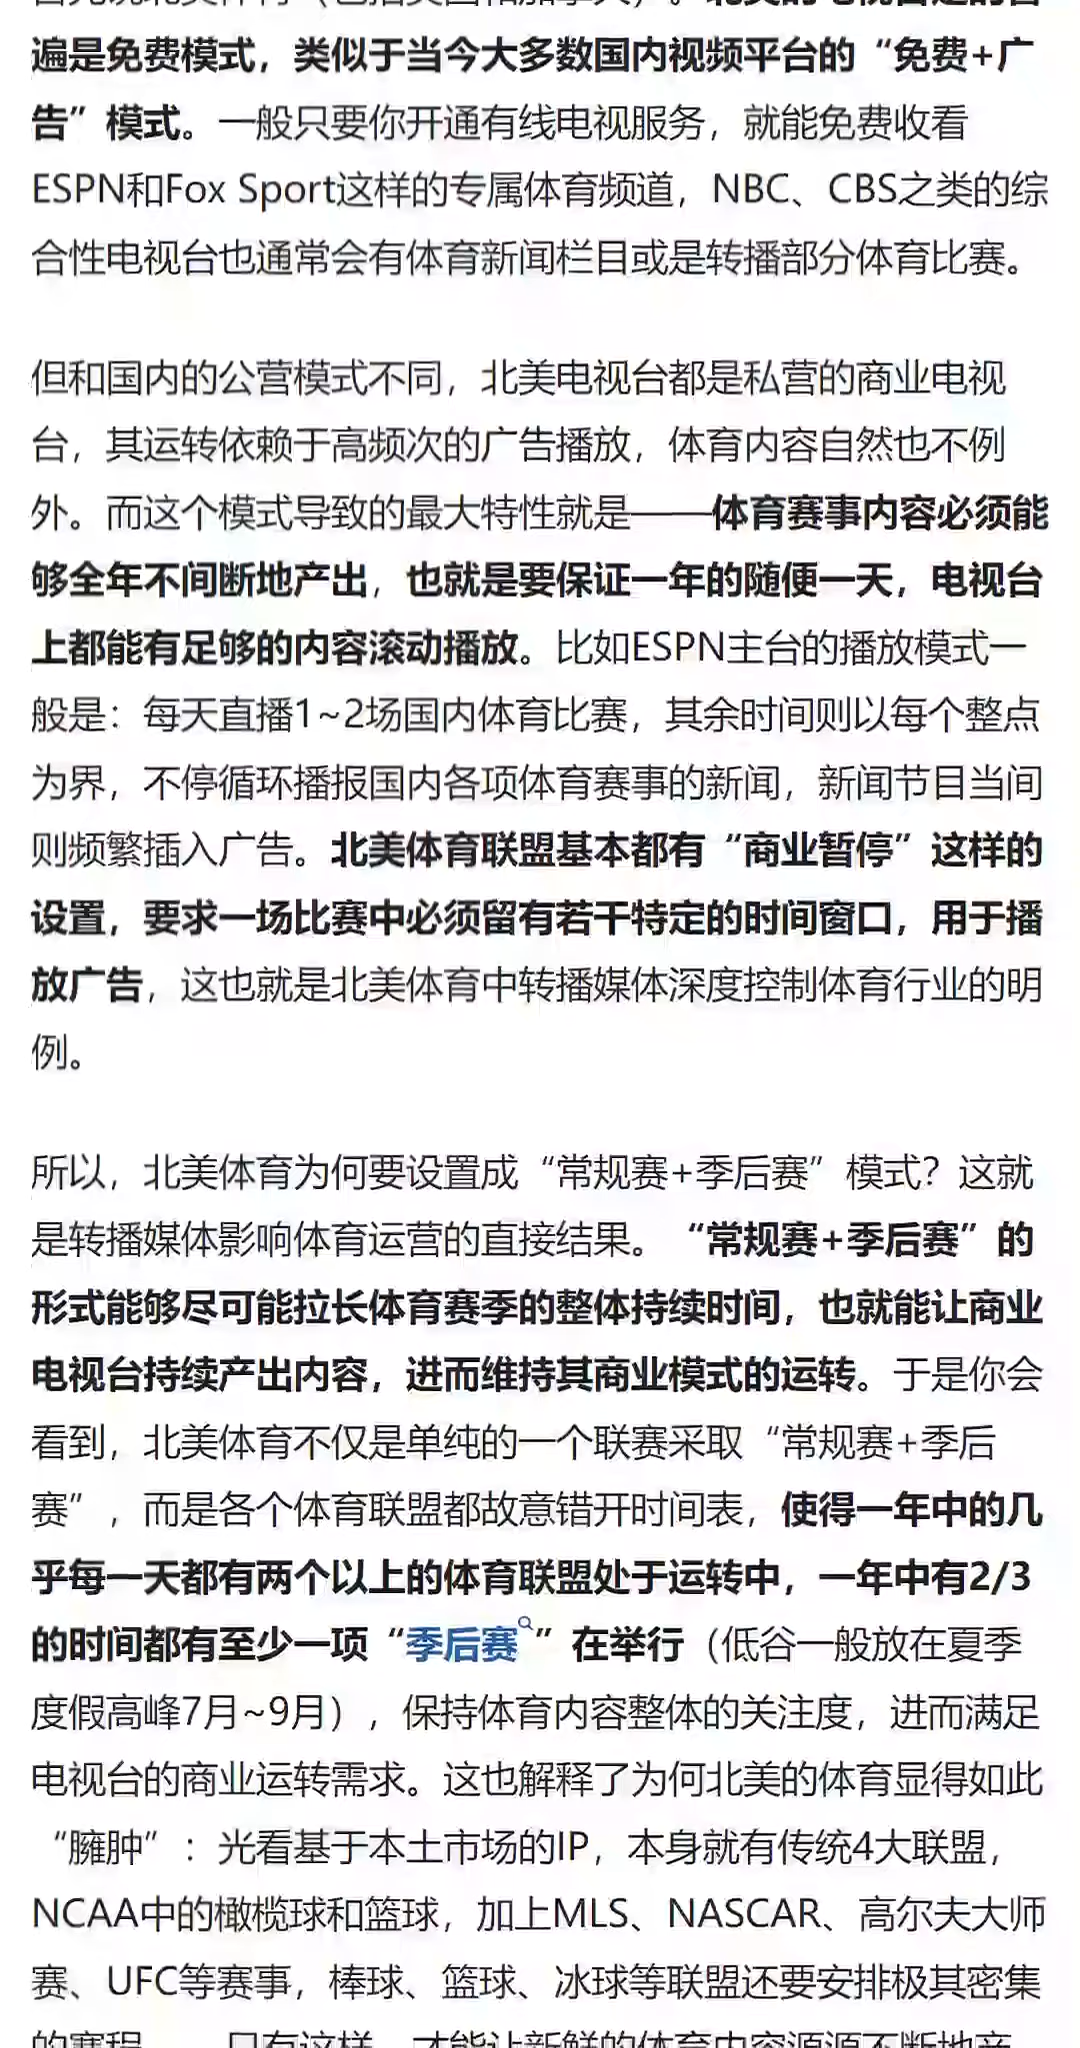 遍是免费模式，类似于当今大多数国内视频平台的“免费+广
告”模式。一般只要你开通有线电视服务，就能免费收看
ESPN和Fox Sport这样的专属体育频道，NBC、CBS之类的综
合性电视台也通常会有体育新闻栏目或是转播部分体育比赛。
但和国内的公营模式不同，北美电视台都是私营的商业电视
台，其运转依赖于高频次的广告播放，体育内容自然也不例
外。而这个模式导致的最大特性就是——体育赛事内容必须能
够全年不间断地产出，也就是要保证一年的随便一天，电视台
上都能有足够的内容滚动播放。比如ESPN主台的播放模式一
般是：每天直播1~2场国内体育比赛，其余时间则以每个整点
为界，不停循环播报国内各项体育赛事的新闻，新闻节目当间
则频繁插入广告。北美体育联盟基本都有“商业暂停”这样的
设置，要求一场比赛中必须留有若干特定的时间窗口，用于播
放广告，这也就是北美体育中转播媒体深度控制体育行业的明
例。
所以，北美体育为何要设置成“常规赛+季后赛”模式？这就
是转播媒体影响体育运营的直接结果。“常规赛+季后赛”的
形式能够尽可能拉长体育赛季的整体持续时间，也就能让商业
电视台持续产出内容，进而维持其商业模式的运转。于是你会
看到，北美体育不仅是单纯的一个联赛采取“常规赛+季后
赛”，而是各个体育联盟都故意错开时间表，使得一年中的几
乎每一天都有两个以上的体育联盟处于运转中，一年中有2/3
的时间都有至少一项“季后赛”在举行（低谷一般放在夏季
度假高峰7月~9月），保持体育内容整体的关注度，进而满足
电视台的商业运转需求。这也解释了为何北美的体育显得如此
“臃肿”：光看基于本土市场的IP，本身就有传统4大联盟，
NCAA中的橄榄球和篮球，加上MLS、NASCAR、高尔夫大师
赛、UFC等赛事，棒球、篮球、冰球等联盟还要安排极其密集
的赛程——只有这样，才能让新鲜的体育内容源源不断地产